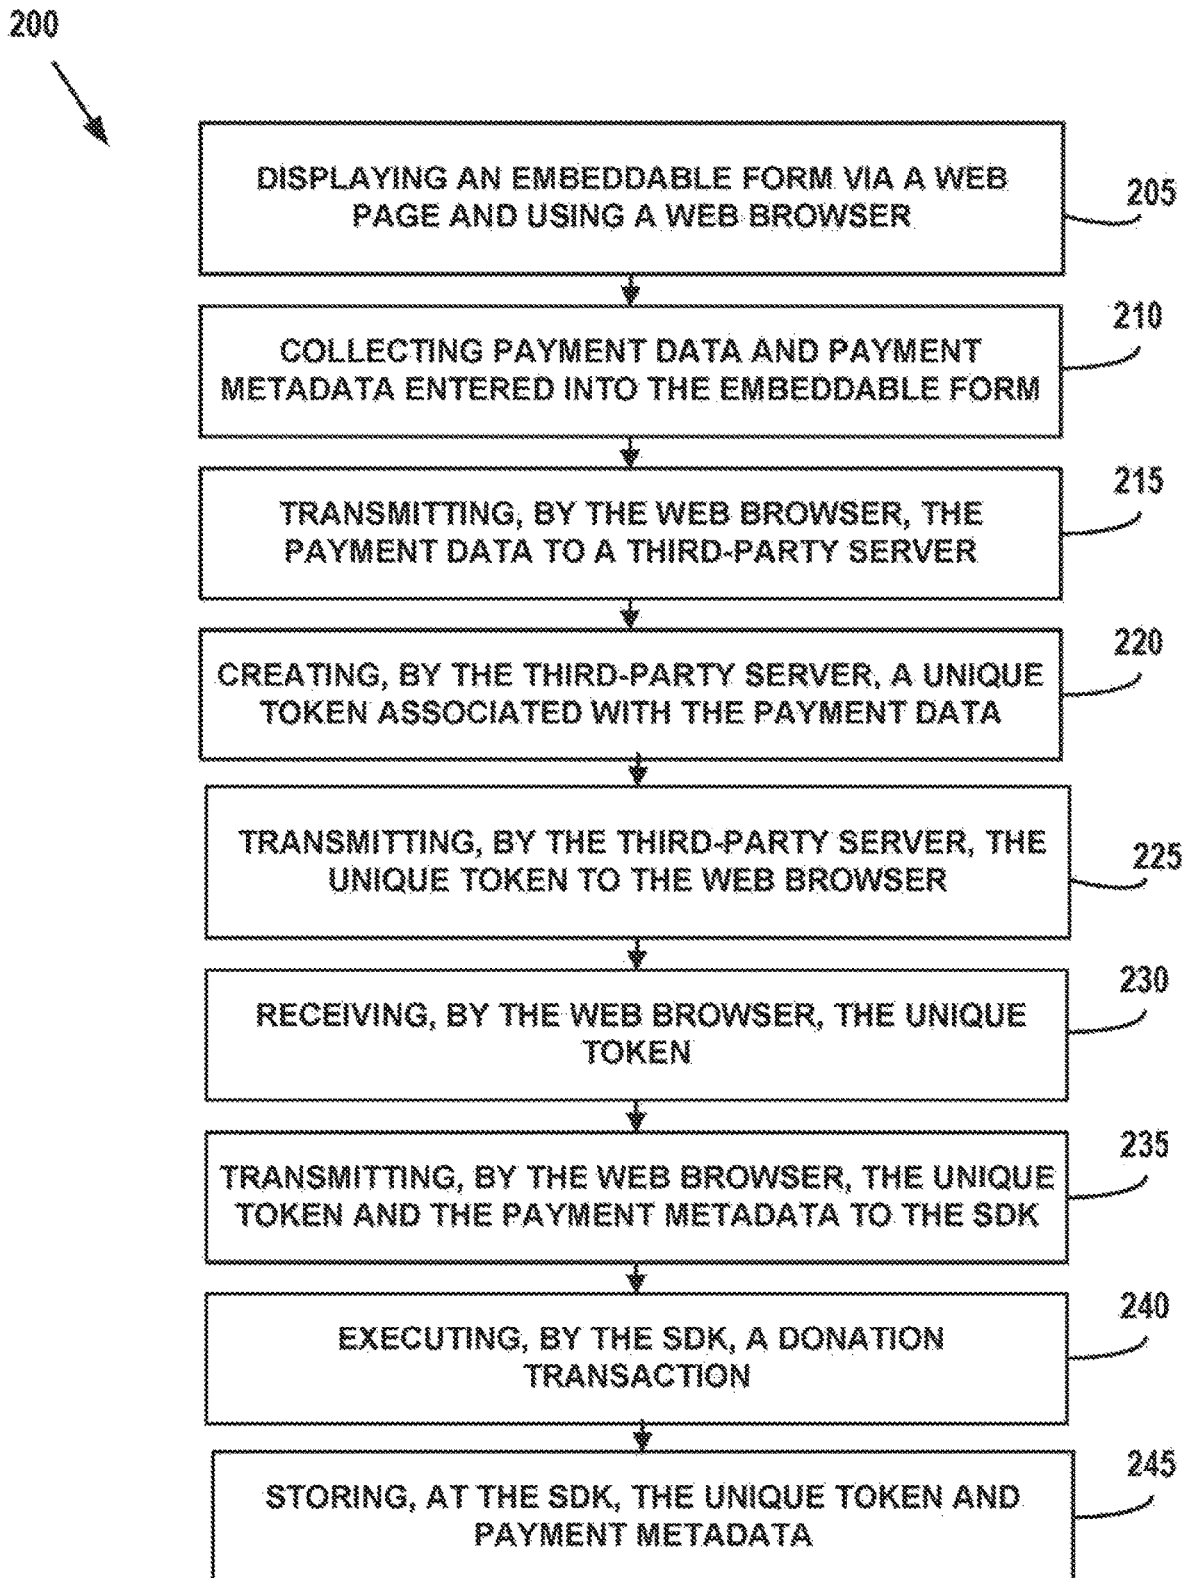 200
DISPLAYING AN EMBEDDABLE FORM VIA A WEB
PAGE AND USING A WEB BROWSER
205
COLLECTING PAYMENT DATA AND PAYMENT
METADATA ENTERED INTO THE EMBEDDABLE FORM
210
TRANSMITTING, BY THE WEB BROWSER, THE
PAYMENT DATA TO A THIRD-PARTY SERVER
215
CREATING, BY THE THIRD-PARTY SERVER, A UNIQUE
TOKEN ASSOCIATED WITH THE PAYMENT DATA
220
TRANSMITTING, BY THE THIRD-PARTY SERVER, THE
UNIQUE TOKEN TO THE WEB BROWSER
225
RECEIVING, BY THE WEB BROWSER, THE UNIQUE
TOKEN
230
TRANSMITTING, BY THE WEB BROWSER, THE UNIQUE
TOKEN AND THE PAYMENT METADATA TO THE SDK
235
EXECUTING, BY THE SDK, A DONATION
TRANSACTION
240
STORING, AT THE SDK, THE UNIQUE TOKEN AND
PAYMENT METADATA
245